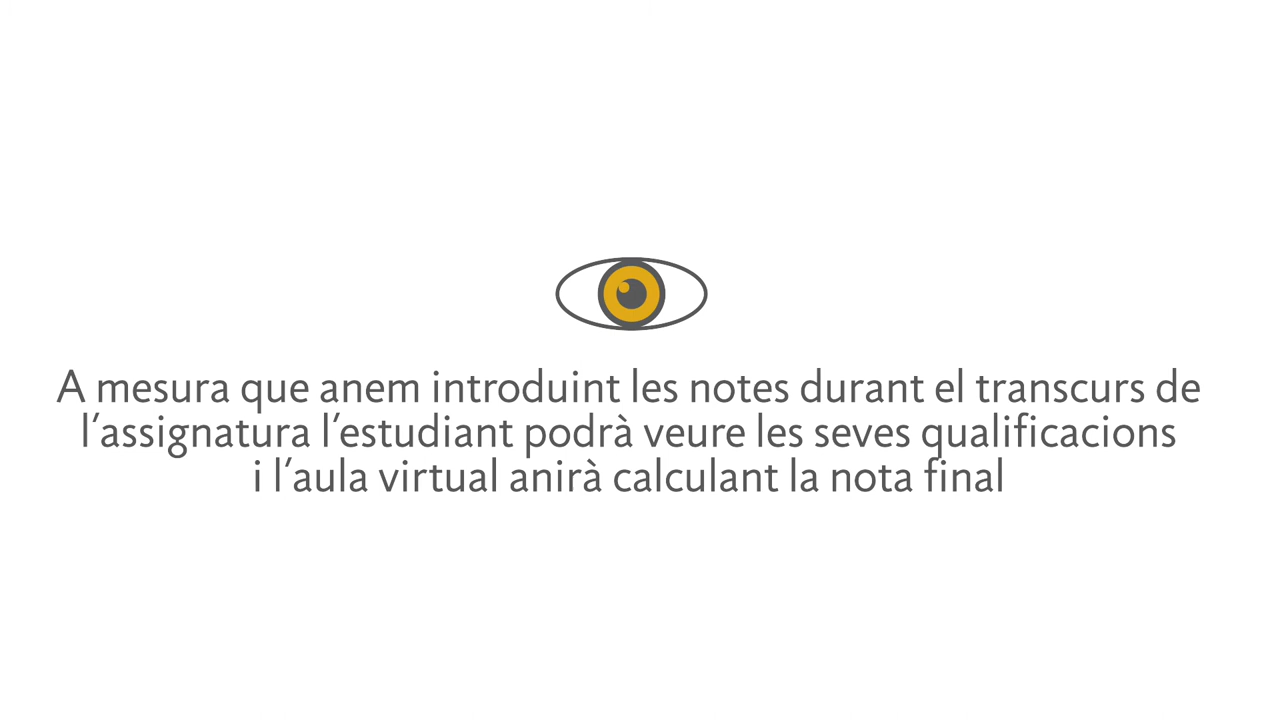 A mesura que anem introduint les notes durant el transcurs de
l'assignatura l'estudiant podrà veure les seves qualificacions
i l'aula virtual anirà calculant la nota final